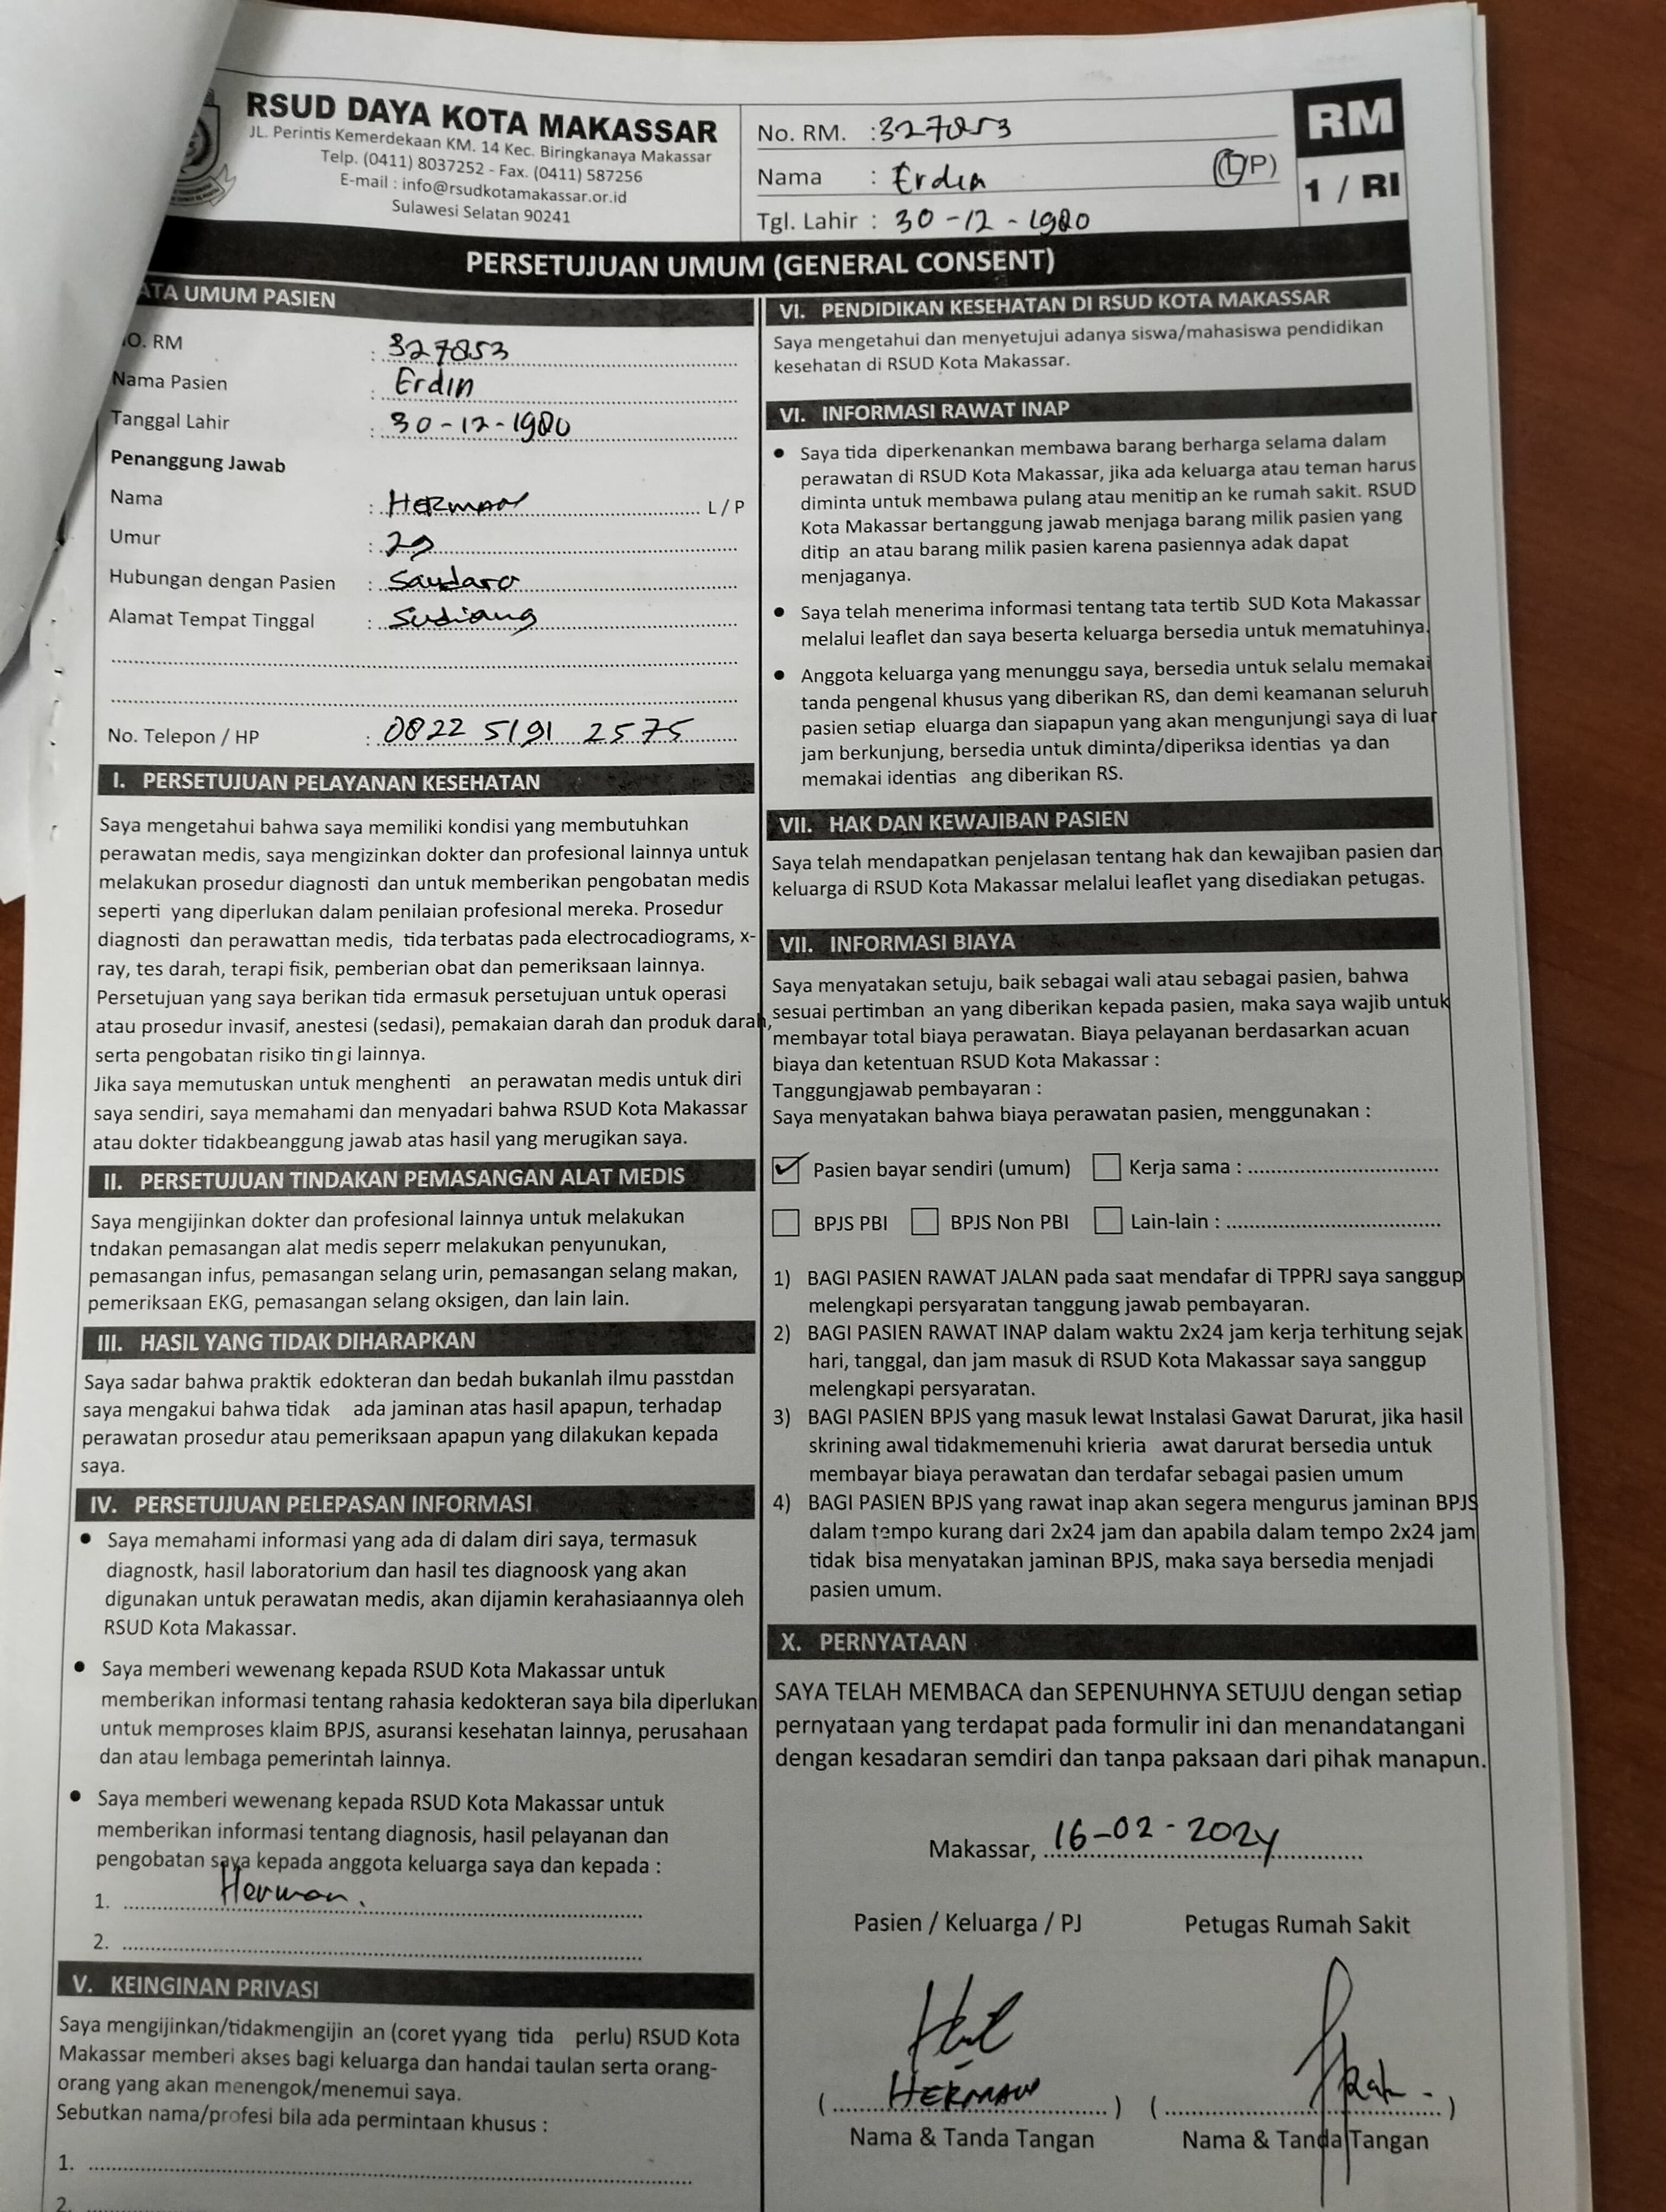 RSUD DAYA KOTA MAKASSAR
JL. Perintis Kemerdekaan KM. 14 Kec. Biringkanaya Makassar
Telp. (0411) 8037252 - Fax. (0411) 587256
E-mail : info@rsudkotamakassar.or.id
Sulawesi Selatan 90241
No. RM. : 327853
Nama : Erdin (L/P)
Tgl. Lahir : 30-12-1980
RM
1 / RI
PERSETUJUAN UMUM (GENERAL CONSENT)
ATA UMUM PASIEN
O. RM : 327853
Nama Pasien : Erdin
Tanggal Lahir : 30-12-1980
Penanggung Jawab
Nama : HERMAN L / P
Umur : 29
Hubungan dengan Pasien : Saudara
Alamat Tempat Tinggal : Sudiang
No. Telepon / HP : 0822 5191 2575
I. PERSETUJUAN PELAYANAN KESEHATAN
Saya mengetahui bahwa saya memiliki kondisi yang membutuhkan
perawatan medis, saya mengizinkan dokter dan profesional lainnya untuk
melakukan prosedur diagnosti dan untuk memberikan pengobatan medis
seperti yang diperlukan dalam penilaian profesional mereka. Prosedur
diagnosti dan perawattan medis, tida terbatas pada electrocadiograms, x-
ray, tes darah, terapi fisik, pemberian obat dan pemeriksaan lainnya.
Persetujuan yang saya berikan tida ermasuk persetujuan untuk operasi
atau prosedur invasif, anestesi (sedasi), pemakaian darah dan produk darah,
serta pengobatan risiko tin gi lainnya.
Jika saya memutuskan untuk menghenti an perawatan medis untuk diri
saya sendiri, saya memahami dan menyadari bahwa RSUD Kota Makassar
atau dokter tidakbeanggung jawab atas hasil yang merugikan saya.
II. PERSETUJUAN TINDAKAN PEMASANGAN ALAT MEDIS
Saya mengijinkan dokter dan profesional lainnya untuk melakukan
tndakan pemasangan alat medis seperr melakukan penyunukan,
pemasangan infus, pemasangan selang urin, pemasangan selang makan,
pemeriksaan EKG, pemasangan selang oksigen, dan lain lain.
III. HASIL YANG TIDAK DIHARAPKAN
Saya sadar bahwa praktik edokteran dan bedah bukanlah ilmu passtdan
saya mengakui bahwa tidak ada jaminan atas hasil apapun, terhadap
perawatan prosedur atau pemeriksaan apapun yang dilakukan kepada
saya.
IV. PERSETUJUAN PELEPASAN INFORMASI
• Saya memahami informasi yang ada di dalam diri saya, termasuk
diagnostk, hasil laboratorium dan hasil tes diagnoosk yang akan
digunakan untuk perawatan medis, akan dijamin kerahasiaannya oleh
RSUD Kota Makassar.
• Saya memberi wewenang kepada RSUD Kota Makassar untuk
memberikan informasi tentang rahasia kedokteran saya bila diperlukan
untuk memproses klaim BPJS, asuransi kesehatan lainnya, perusahaan
dan atau lembaga pemerintah lainnya.
• Saya memberi wewenang kepada RSUD Kota Makassar untuk
memberikan informasi tentang diagnosis, hasil pelayanan dan
pengobatan saya kepada anggota keluarga saya dan kepada :
1. Herman.
2.
V. KEINGINAN PRIVASI
Saya mengijinkan/tidakmengijin an (coret yyang tida perlu) RSUD Kota
Makassar memberi akses bagi keluarga dan handai taulan serta orang-
orang yang akan menengok/menemui saya.
Sebutkan nama/profesi bila ada permintaan khusus :
1.
2.
VI. PENDIDIKAN KESEHATAN DI RSUD KOTA MAKASSAR
Saya mengetahui dan menyetujui adanya siswa/mahasiswa pendidikan
kesehatan di RSUD Kota Makassar.
VI. INFORMASI RAWAT INAP
• Saya tida diperkenankan membawa barang berharga selama dalam
perawatan di RSUD Kota Makassar, jika ada keluarga atau teman harus
diminta untuk membawa pulang atau menitip an ke rumah sakit. RSUD
Kota Makassar bertanggung jawab menjaga barang milik pasien yang
ditip an atau barang milik pasien karena pasiennya adak dapat
menjaganya.
• Saya telah menerima informasi tentang tata tertib SUD Kota Makassar
melalui leaflet dan saya beserta keluarga bersedia untuk mematuhinya.
• Anggota keluarga yang menunggu saya, bersedia untuk selalu memakai
tanda pengenal khusus yang diberikan RS, dan demi keamanan seluruh
pasien setiap eluarga dan siapapun yang akan mengunjungi saya di luar
jam berkunjung, bersedia untuk diminta/diperiksa identias ya dan
memakai identias ang diberikan RS.
VII. HAK DAN KEWAJIBAN PASIEN
Saya telah mendapatkan penjelasan tentang hak dan kewajiban pasien dan
keluarga di RSUD Kota Makassar melalui leaflet yang disediakan petugas.
VII. INFORMASI BIAYA
Saya menyatakan setuju, baik sebagai wali atau sebagai pasien, bahwa
sesuai pertimban an yang diberikan kepada pasien, maka saya wajib untuk
membayar total biaya perawatan. Biaya pelayanan berdasarkan acuan
biaya dan ketentuan RSUD Kota Makassar :
Tanggungjawab pembayaran :
Saya menyatakan bahwa biaya perawatan pasien, menggunakan :
☑ Pasien bayar sendiri (umum) ☐ Kerja sama :
☐ BPJS PBI ☐ BPJS Non PBI ☐ Lain-lain :
1) BAGI PASIEN RAWAT JALAN pada saat mendafar di TPPRJ saya sanggup
melengkapi persyaratan tanggung jawab pembayaran.
2) BAGI PASIEN RAWAT INAP dalam waktu 2x24 jam kerja terhitung sejak
hari, tanggal, dan jam masuk di RSUD Kota Makassar saya sanggup
melengkapi persyaratan.
3) BAGI PASIEN BPJS yang masuk lewat Instalasi Gawat Darurat, jika hasil
skrining awal tidakmemenuhi krieria awat darurat bersedia untuk
membayar biaya perawatan dan terdafar sebagai pasien umum
4) BAGI PASIEN BPJS yang rawat inap akan segera mengurus jaminan BPJS
dalam tempo kurang dari 2x24 jam dan apabila dalam tempo 2x24 jam
tidak bisa menyatakan jaminan BPJS, maka saya bersedia menjadi
pasien umum.
X. PERNYATAAN
SAYA TELAH MEMBACA dan SEPENUHNYA SETUJU dengan setiap
pernyataan yang terdapat pada formulir ini dan menandatangani
dengan kesadaran semdiri dan tanpa paksaan dari pihak manapun.
Makassar, 16-02-2024
Pasien / Keluarga / PJ Petugas Rumah Sakit
( HERMAN ) ( )
Nama & Tanda Tangan Nama & Tanda Tangan